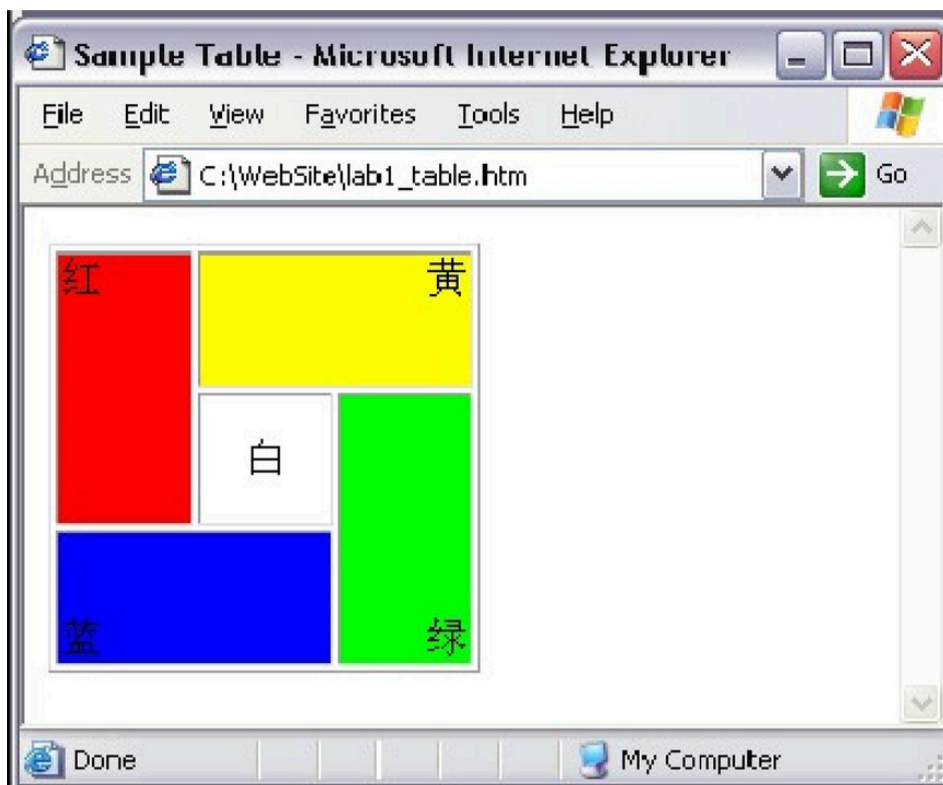 Sample Table - Microsoft Internet Explorer
File Edit View Favorites Tools Help
Address C:\WebSite\lab1_table.htm Go
红 黄
白
蓝 绿
Done My Computer